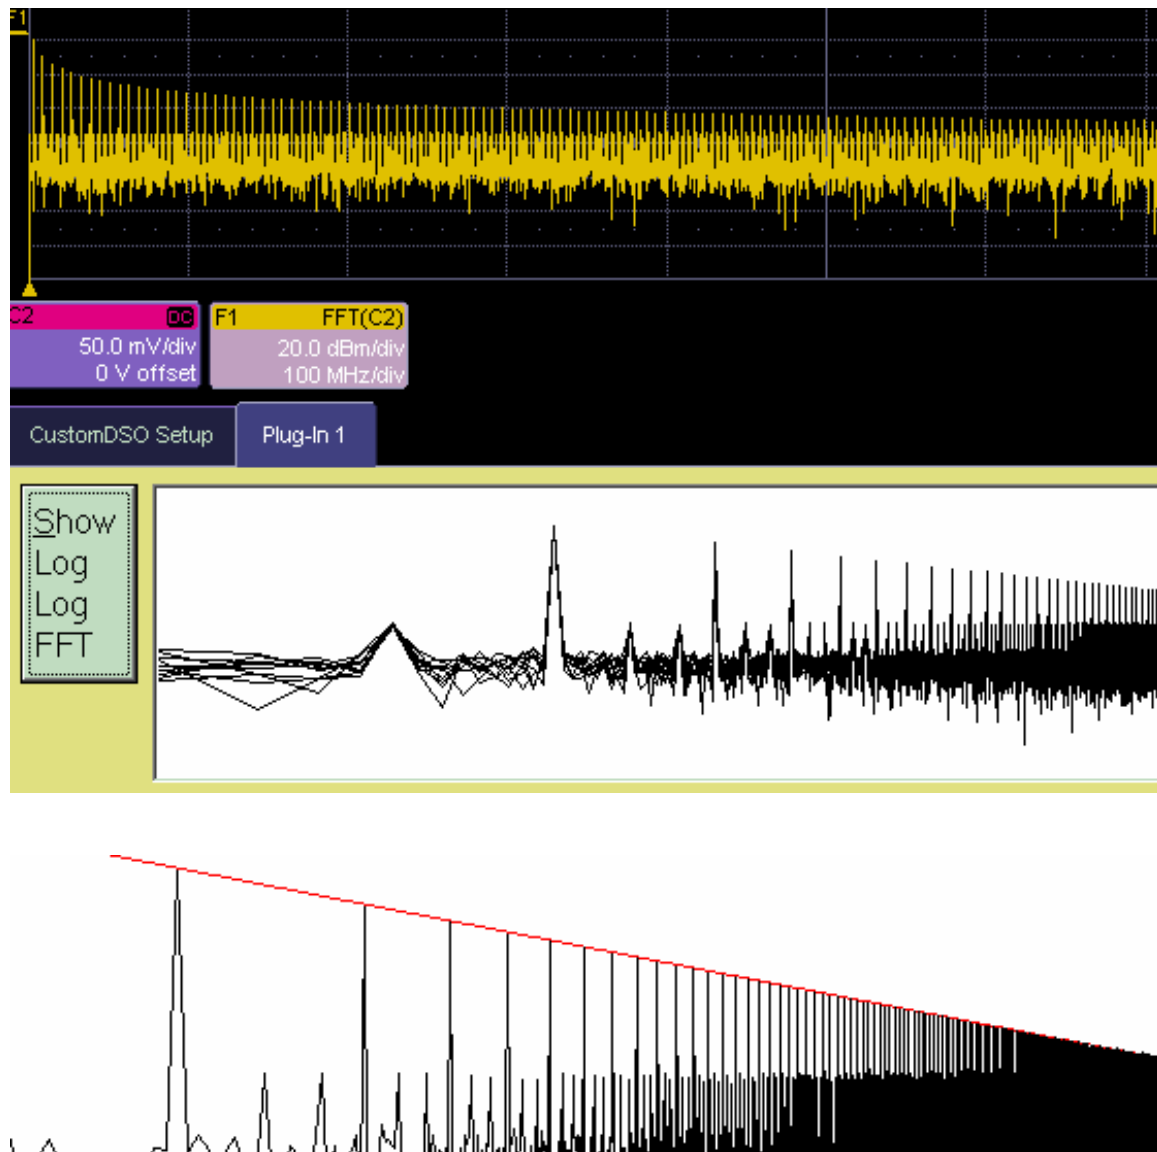 F1
C2 DC F1 FFT(C2)
50.0 mV/div 20.0 dBm/div
0 V offset 100 MHz/div
CustomDSO Setup Plug-In 1
Show
Log
Log
FFT